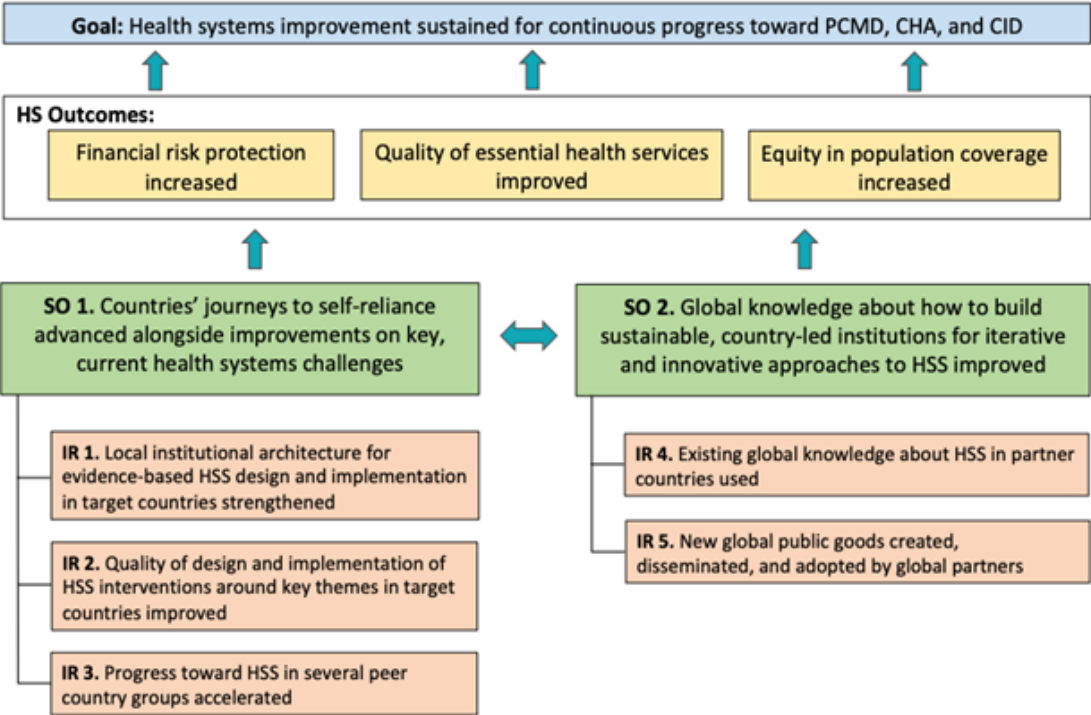 Goal: Health systems improvement sustained for continuous progress toward PCMD, CHA, and CID
HS Outcomes:
Financial risk protection
increased
Quality of essential health services
improved
Equity in population coverage
increased
SO 1. Countries’ journeys to self-reliance
advanced alongside improvements on key,
current health systems challenges
SO 2. Global knowledge about how to build
sustainable, country-led institutions for iterative
and innovative approaches to HSS improved
IR 1. Local institutional architecture for
evidence-based HSS design and implementation
in target countries strengthened
IR 2. Quality of design and implementation of
HSS interventions around key themes in target
countries improved
IR 3. Progress toward HSS in several peer
country groups accelerated
IR 4. Existing global knowledge about HSS in partner
countries used
IR 5. New global public goods created,
disseminated, and adopted by global partners